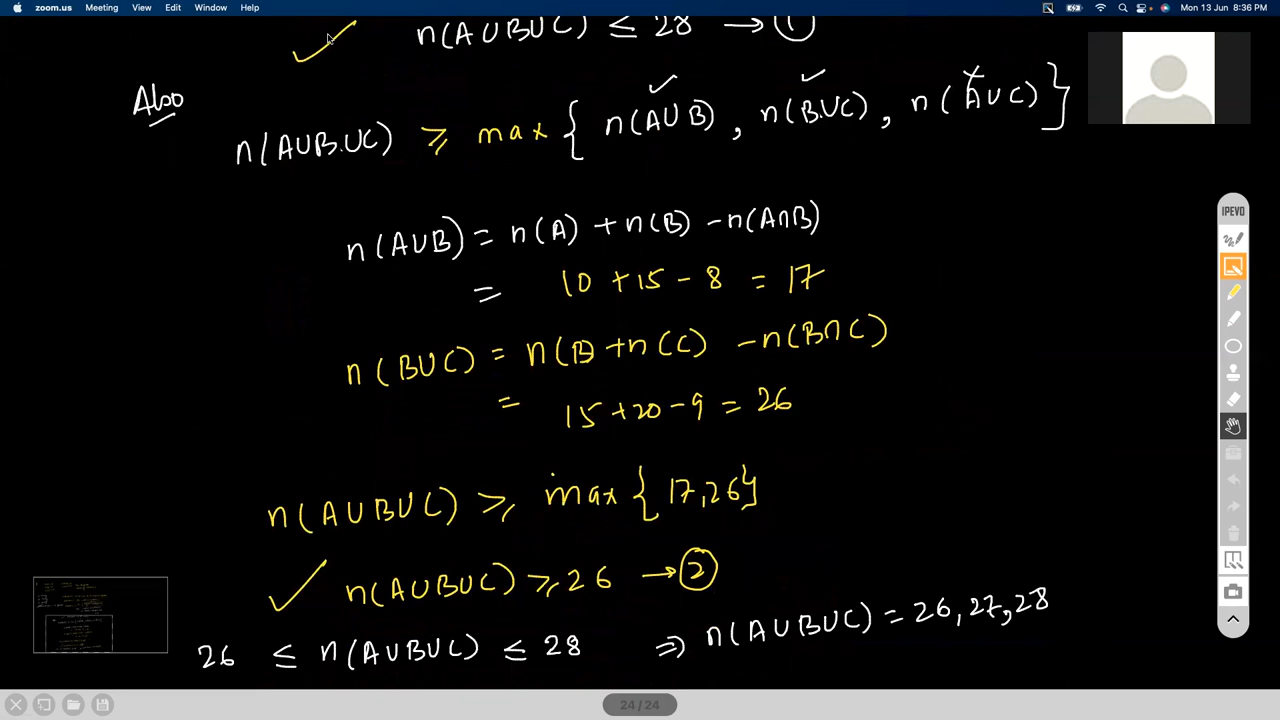 zoom.us Meeting View Edit Window Help Mon 13 Jun 8:36 PM
n(A∪B∪C) ≤ 28 → ①
Also
n(A∪B∪C) ≥ max { n(A∪B) , n(B∪C) , n(A∪C) }
n(A∪B) = n(A) + n(B) - n(A∩B)
= 10 + 15 - 8 = 17
n(B∪C) = n(B) + n(C) - n(B∩C)
= 15 + 20 - 9 = 26
n(A∪B∪C) ≥ max { 17, 26 }
n(A∪B∪C) ≥ 26 → ②
26 ≤ n(A∪B∪C) ≤ 28 ⇒ n(A∪B∪C) = 26, 27, 28
IPEVO
24 / 24